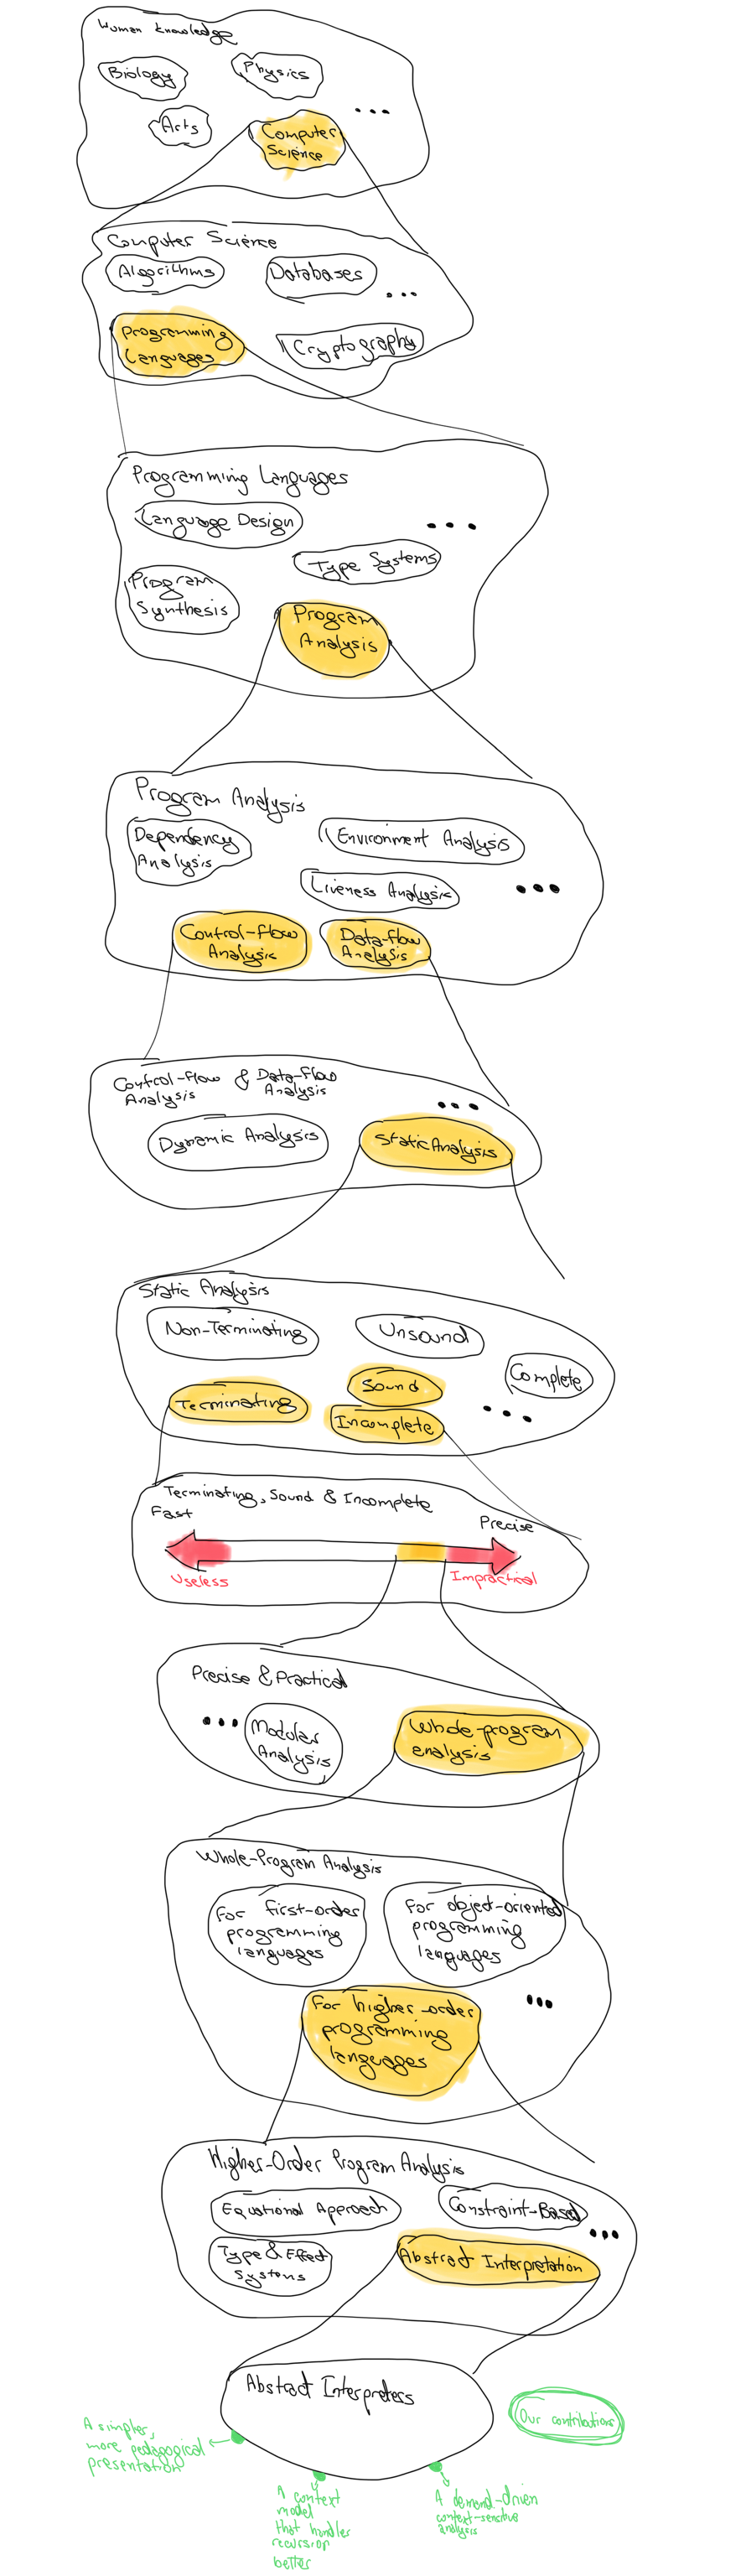 Human Knowledge
Biology
Physics
Arts
Computer
Science
...
Computer Science
Algorithms
Databases
...
Programming
Languages
Cryptography
Programming Languages
Language Design
...
Type Systems
Program
Synthesis
Program
Analysis
Program Analysis
Dependency
Analysis
Environment Analysis
Liveness Analysis
...
Control-flow
Analysis
Data-flow
Analysis
Control-flow & Data-flow
Analysis Analysis
...
Dynamic Analysis
Static Analysis
Static Analysis
Non-Terminating
Unsound
Complete
Terminating
Sound
Incomplete
...
Terminating, Sound & Incomplete
Fast
Precise
Useless
Impractical
Precise & Practical
...
Modular
Analysis
Whole-program
analysis
Whole-Program Analysis
For first-order
programming
languages
For object-oriented
programming
languages
...
For higher-order
programming
languages
Higher-Order Program Analysis
Equational Approach
Constraint-Based
...
Type & Effect
Systems
Abstract Interpretation
Abstract Interpreters
Our contributions
A simpler,
more pedagogical
presentation
A context
model
that handles
recursion
better
A demand-driven
context-sensitive
analysis